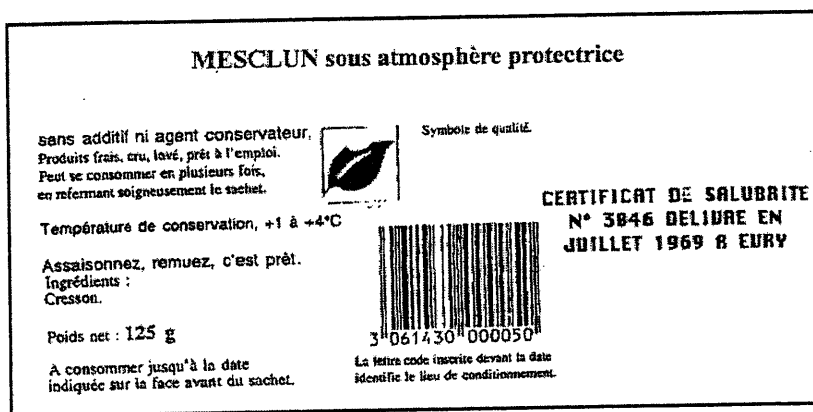 MESCLUN sous atmosphère protectrice
sans additif ni agent conservateur.
Produits frais, cru, lavé, prêt à l'emploi.
Peut se consommer en plusieurs fois,
en refermant soigneusement le sachet.
Symbole de qualité.
Température de conservation, +1 à +4°C
CERTIFICAT DE SALUBRITE
N° 3846 DELIVRE EN
JUILLET 1969 A EVRY
Assaisonnez, remuez, c'est prêt.
Ingrédients :
Cresson.
Poids net : 125 g
3 061430 000050
A consommer jusqu'à la date
indiquée sur la face avant du sachet.
La lettre code inscrite devant la date
identifie le lieu de conditionnement.